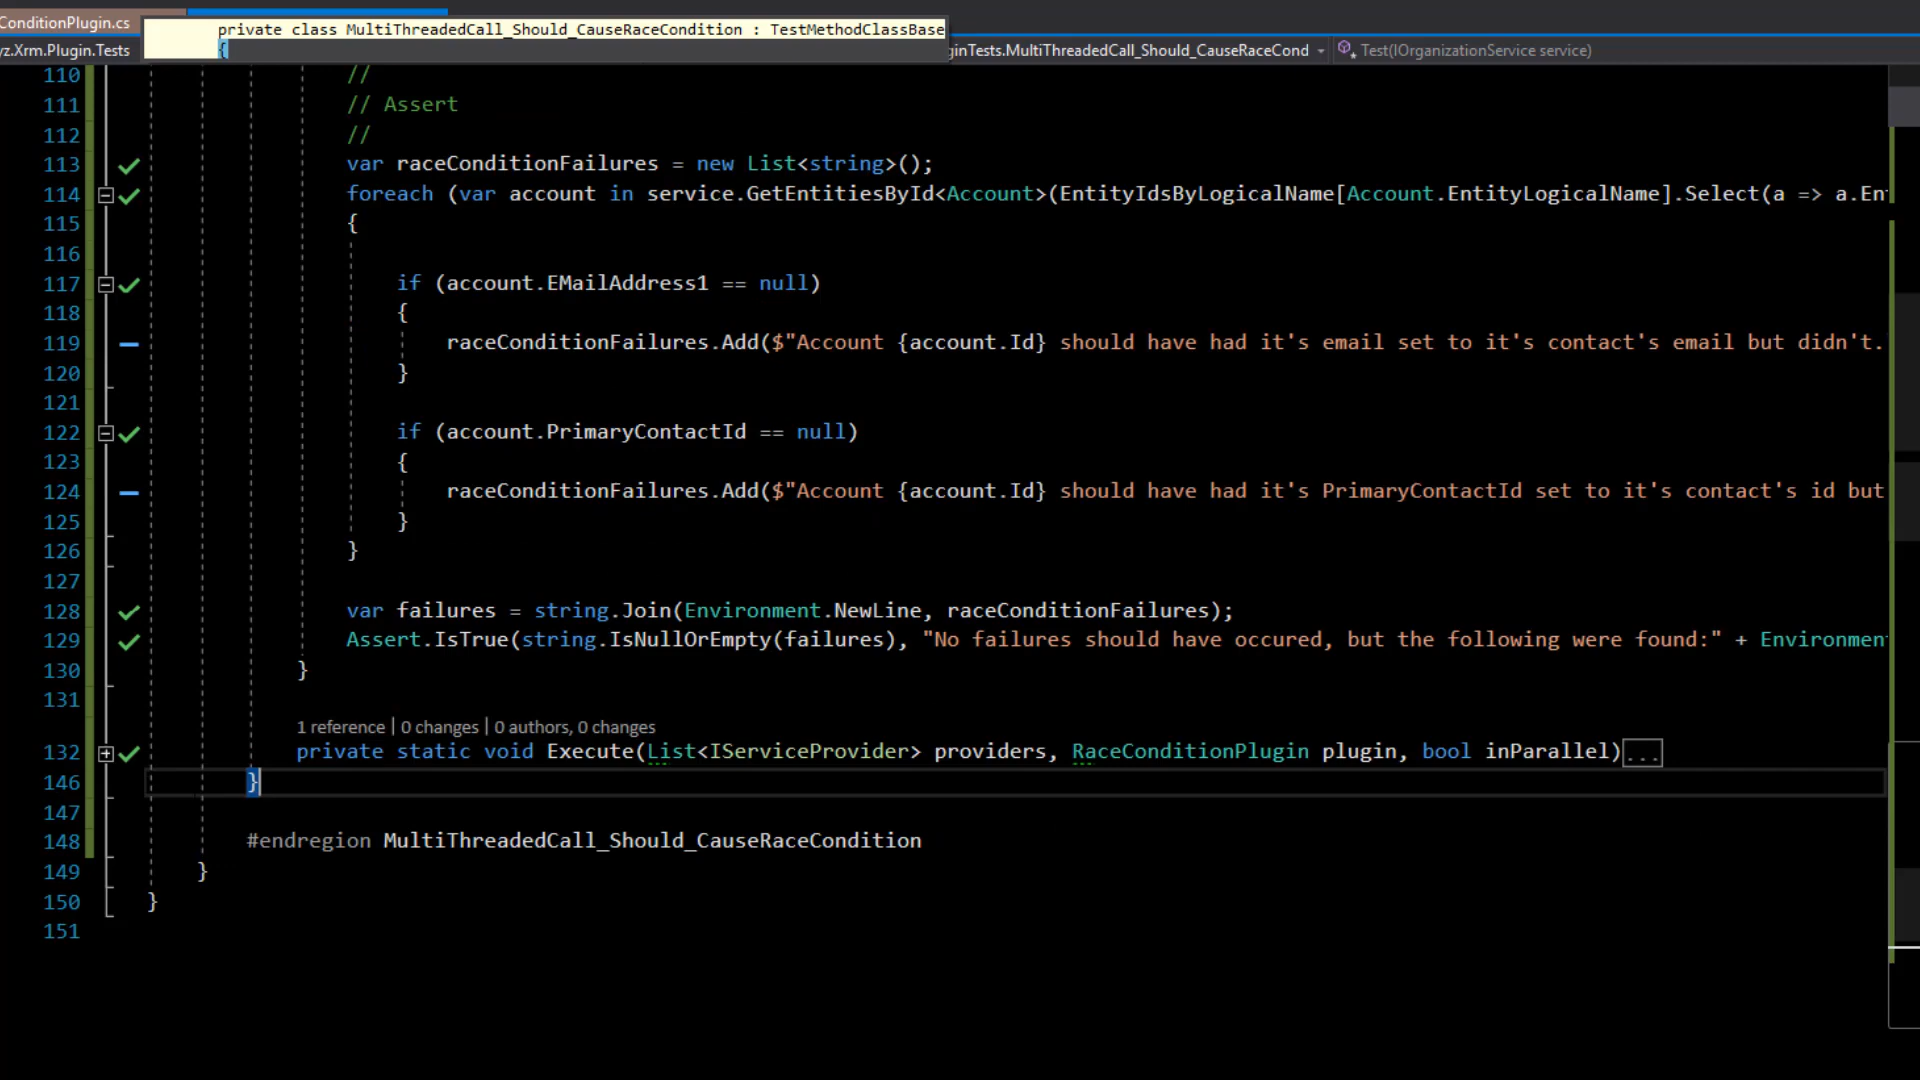 ConditionPlugin.cs
private class MultiThreadedCall_Should_CauseRaceCondition : TestMethodClassBase
{
yz.Xrm.Plugin.Tests
ginTests.MultiThreadedCall_Should_CauseRaceCond
Test(IOrganizationService service)
110 //
111 // Assert
112 //
113 var raceConditionFailures = new List<string>();
114 foreach (var account in service.GetEntitiesById<Account>(EntityIdsByLogicalName[Account.EntityLogicalName].Select(a => a.Ent
115 {
116
117 if (account.EMailAddress1 == null)
118 {
119 raceConditionFailures.Add($"Account {account.Id} should have had it's email set to it's contact's email but didn't.
120 }
121
122 if (account.PrimaryContactId == null)
123 {
124 raceConditionFailures.Add($"Account {account.Id} should have had it's PrimaryContactId set to it's contact's id but
125 }
126 }
127
128 var failures = string.Join(Environment.NewLine, raceConditionFailures);
129 Assert.IsTrue(string.IsNullOrEmpty(failures), "No failures should have occured, but the following were found:" + Environment
130 }
131
1 reference | 0 changes | 0 authors, 0 changes
132 private static void Execute(List<IServiceProvider> providers, RaceConditionPlugin plugin, bool inParallel)...
146 }
147
148 #endregion MultiThreadedCall_Should_CauseRaceCondition
149 }
150 }
151